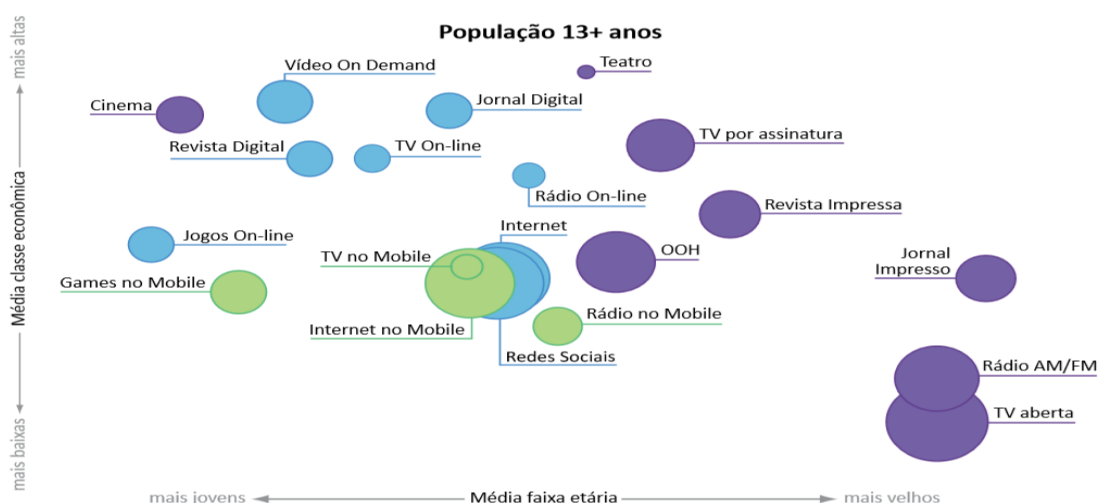 População 13+ anos
mais altas
Média classe econômica
mais baixas
Vídeo On Demand
Teatro
Cinema
Jornal Digital
TV por assinatura
Revista Digital
TV On-line
Rádio On-line
Revista Impressa
Jogos On-line
Internet
TV no Mobile
OOH
Jornal
Impresso
Games no Mobile
Internet no Mobile
Rádio no Mobile
Redes Sociais
Rádio AM/FM
TV aberta
mais jovens
Média faixa etária
mais velhos